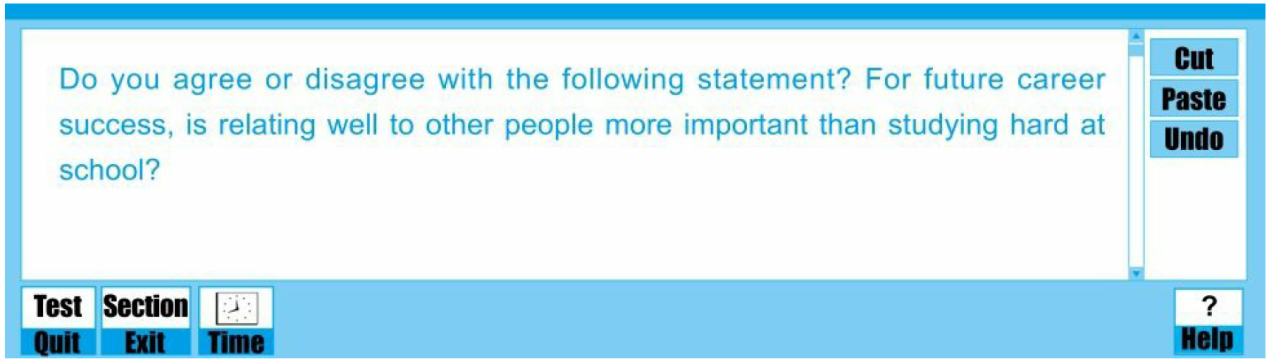 Do you agree or disagree with the following statement? For future career
success, is relating well to other people more important than studying hard at
school?
Cut
Paste
Undo
Test Section
Quit Exit Time
?
Help